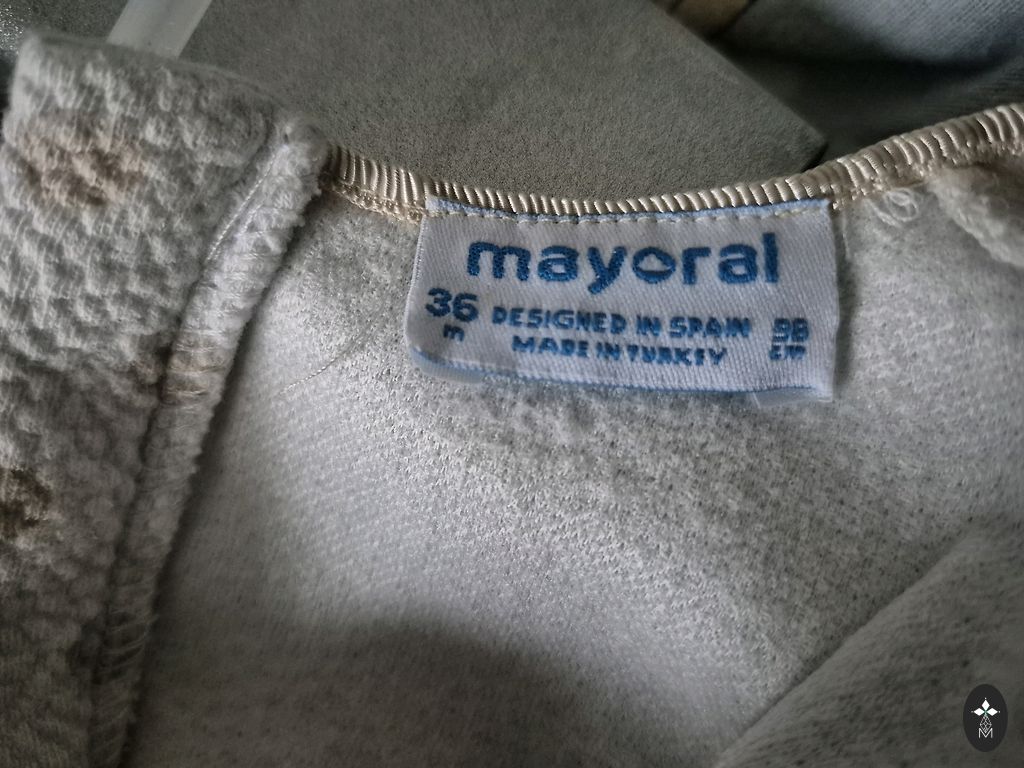 mayoral
36 m
DESIGNED IN SPAIN
MADE IN TURKEY
98 cm
M